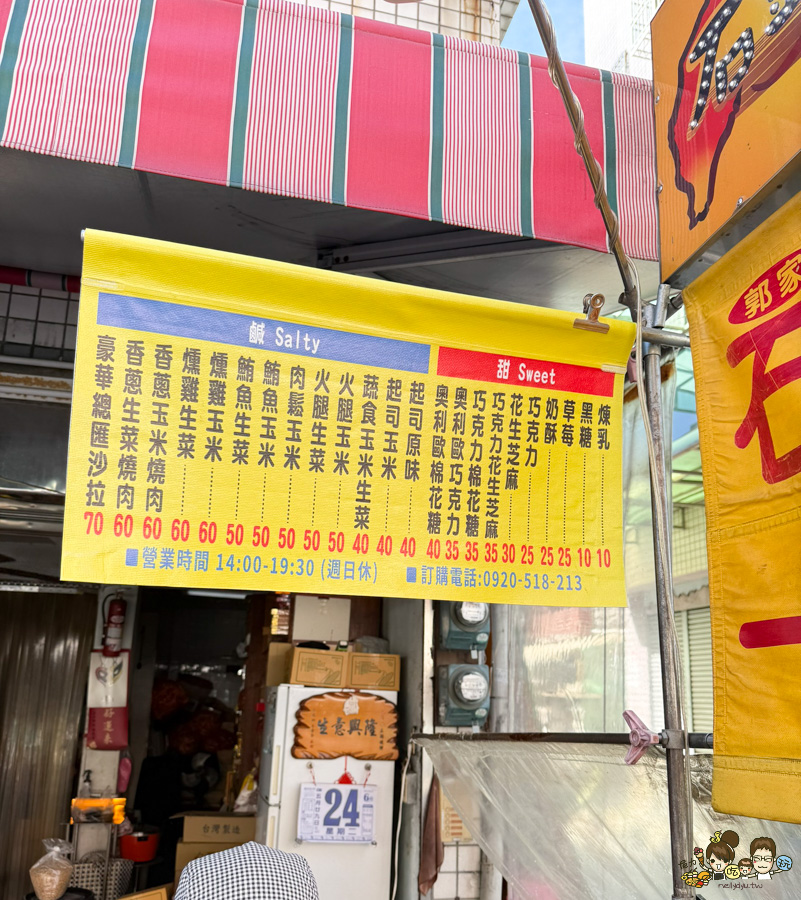 鹹 Salty
豪華總匯沙拉 70
香蔥生菜燒肉 60
香蔥玉米燒肉 60
燻雞生菜 60
燻雞玉米 60
鮪魚生菜 50
鮪魚玉米 50
肉鬆玉米 50
火腿生菜 50
火腿玉米 50
蔬食玉米生菜 40
起司玉米 40
起司原味 40
甜 Sweet
奧利歐棉花糖 40
奧利歐巧克力 35
巧克力棉花糖 35
巧克力花生芝麻 35
花生芝麻 30
巧克力 25
奶酥 25
草莓 25
黑糖 10
煉乳 10
營業時間 14:00-19:30 (週日休)
訂購電話:0920-518-213
石
郭家
石
生意興隆
24
星期二
台灣製造
nellydyu.tw